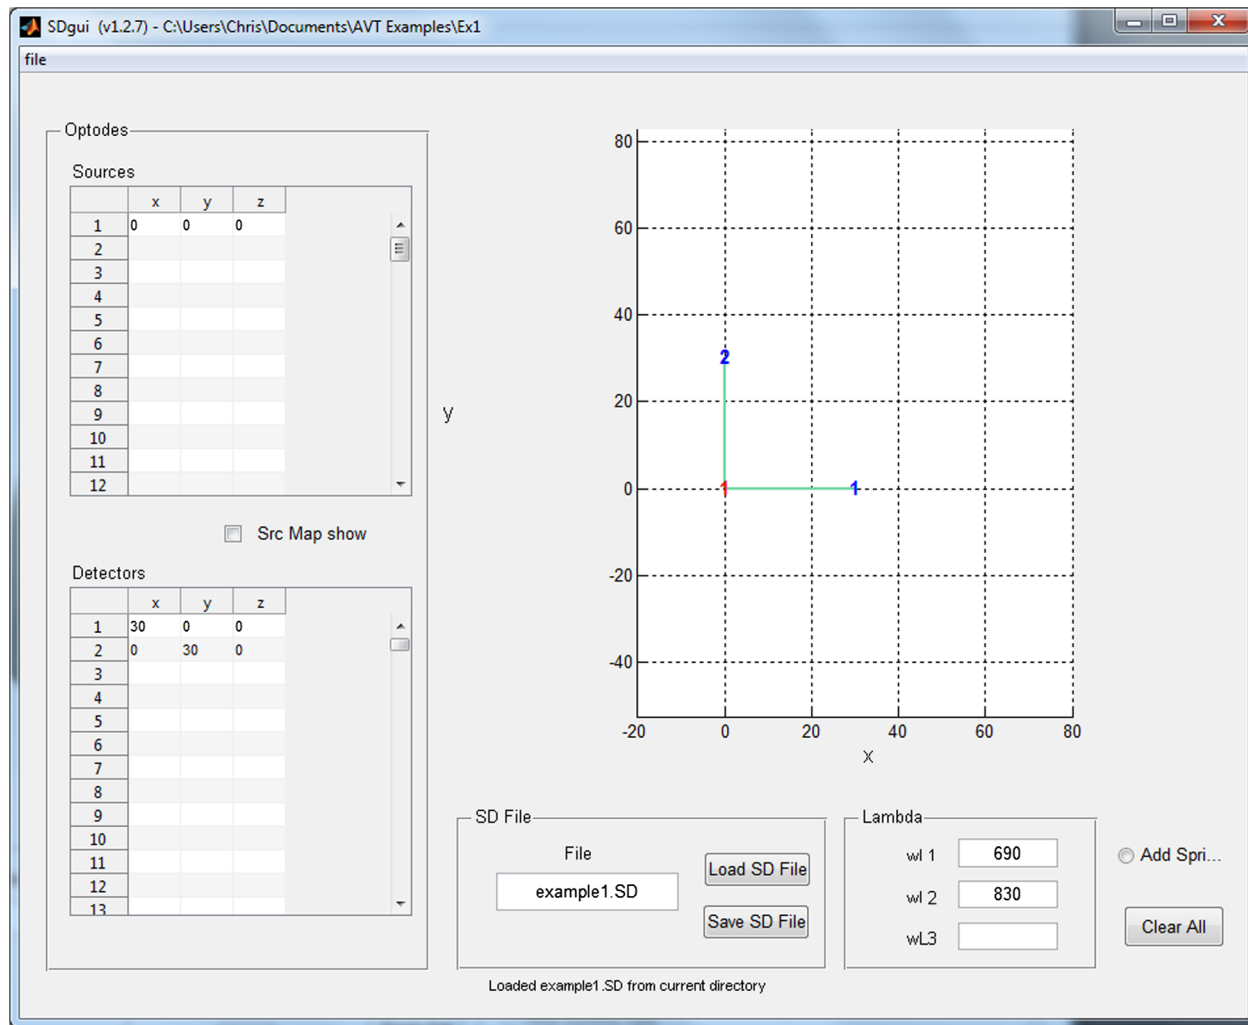 SDgui (v1.2.7) - C:\Users\Chris\Documents\AVT Examples\Ex1
file
Optodes
Sources
x y z
1 0 0 0
2
3
4
5
6
7
8
9
10
11
12
Src Map show
Detectors
x y z
1 30 0 0
2 0 30 0
3
4
5
6
7
8
9
10
11
12
13
80
60
40
20
0
-20
-40
y
2
1 1
-20 0 20 40 60 80
x
SD File
File
example1.SD
Load SD File
Save SD File
Lambda
wl 1 690
wl 2 830
wL3
Add Spri...
Clear All
Loaded example1.SD from current directory